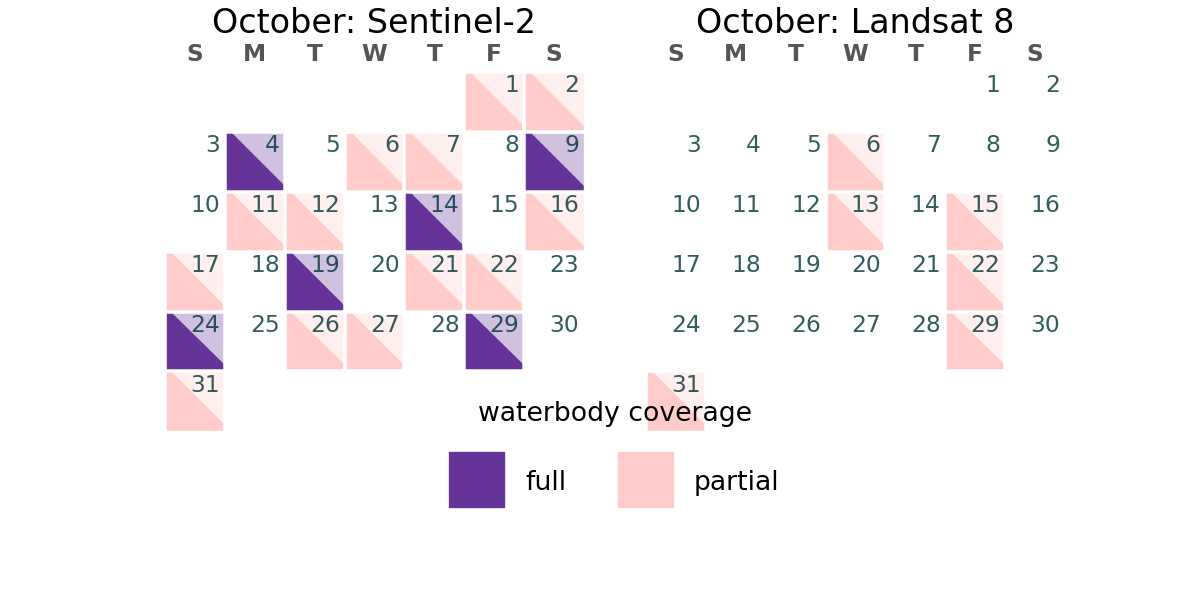 October: Sentinel-2
S M T W T F S
1 2
3 4 5 6 7 8 9
10 11 12 13 14 15 16
17 18 19 20 21 22 23
24 25 26 27 28 29 30
31
October: Landsat 8
S M T W T F S
1 2
3 4 5 6 7 8 9
10 11 12 13 14 15 16
17 18 19 20 21 22 23
24 25 26 27 28 29 30
31
waterbody coverage
full
partial